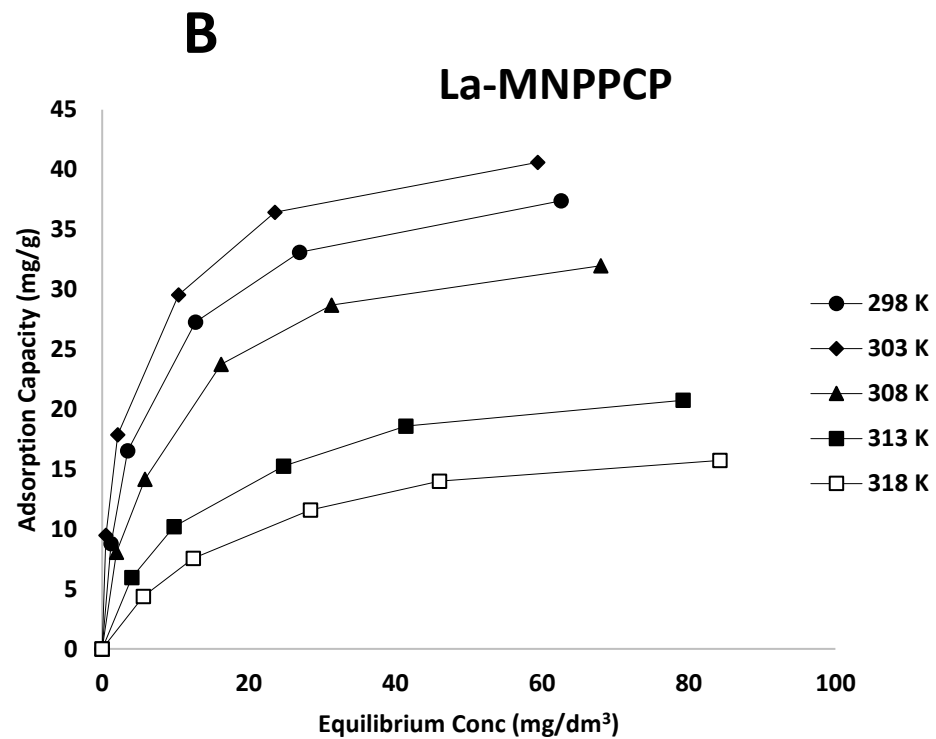 B
La-MNPPCP
45
40
35
30
25
20
15
10
5
0
Adsorption Capacity (mg/g)
0 20 40 60 80 100
Equilibrium Conc (mg/dm³)
298 K
303 K
308 K
313 K
318 K